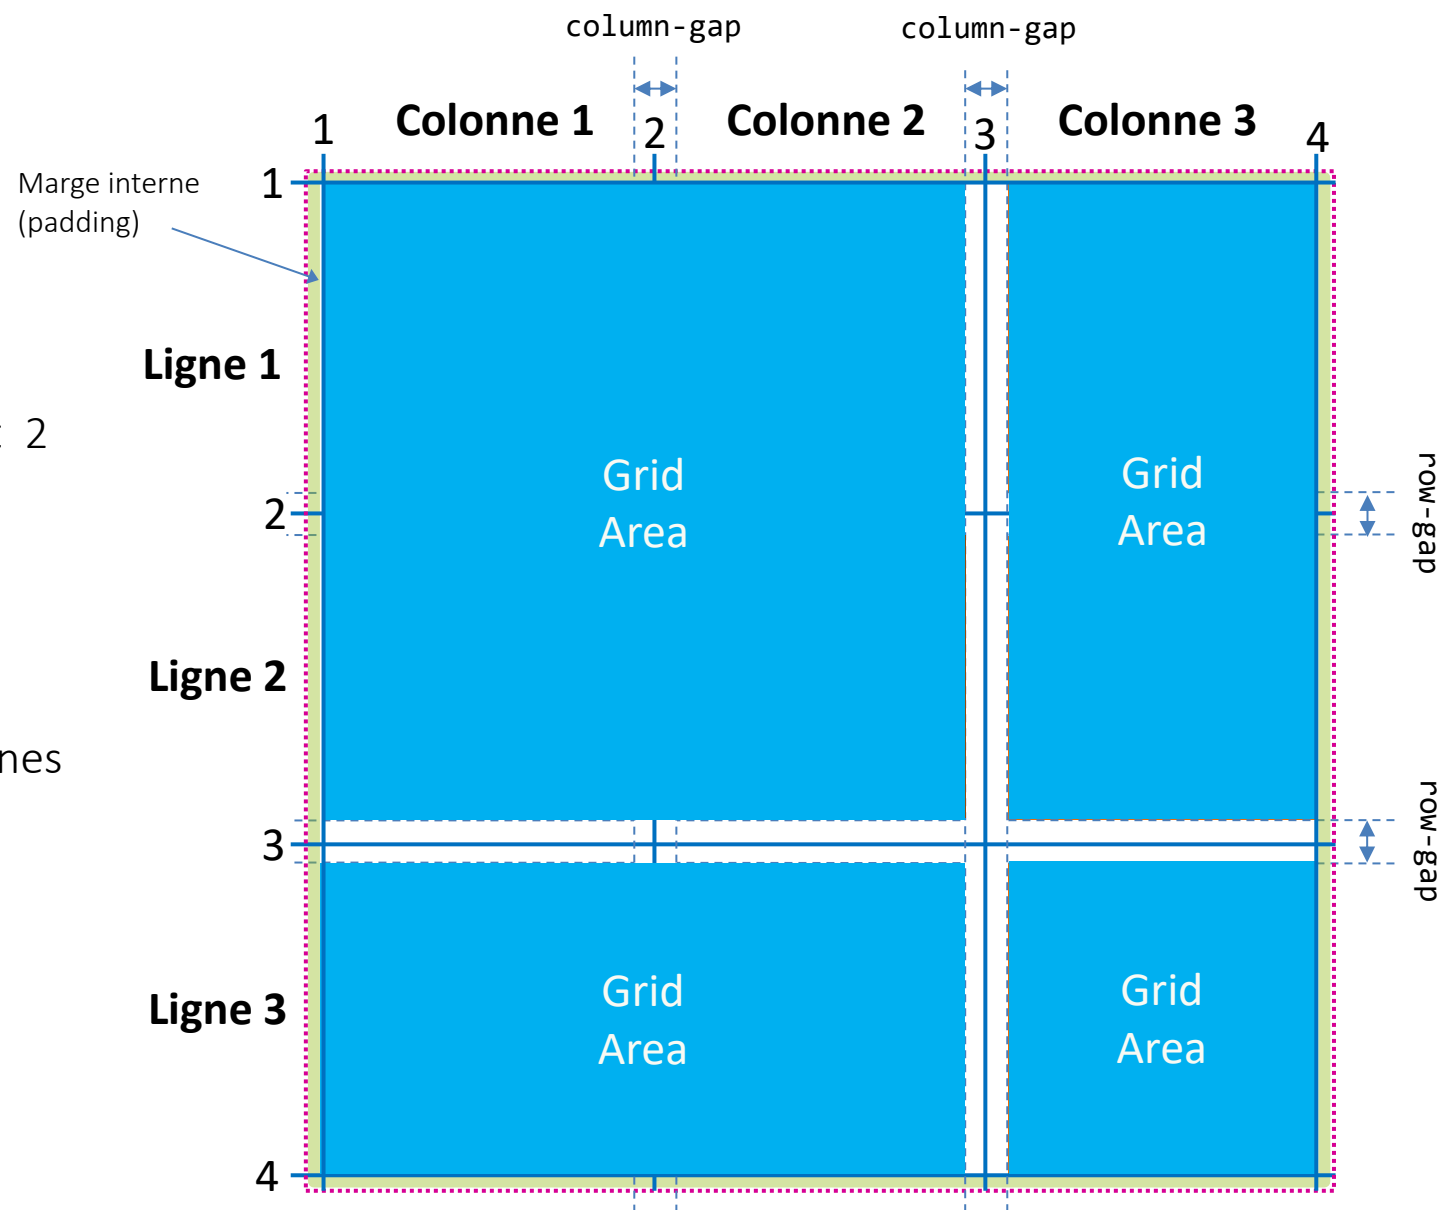 column-gap column-gap
1 Colonne 1 2 Colonne 2 3 Colonne 3 4
1
Marge interne
(padding)
Ligne 1
2
Grid
Area
Grid
Area
2
row-gap
Ligne 2
nes
3
row-gap
Grid
Area
Grid
Area
Ligne 3
4